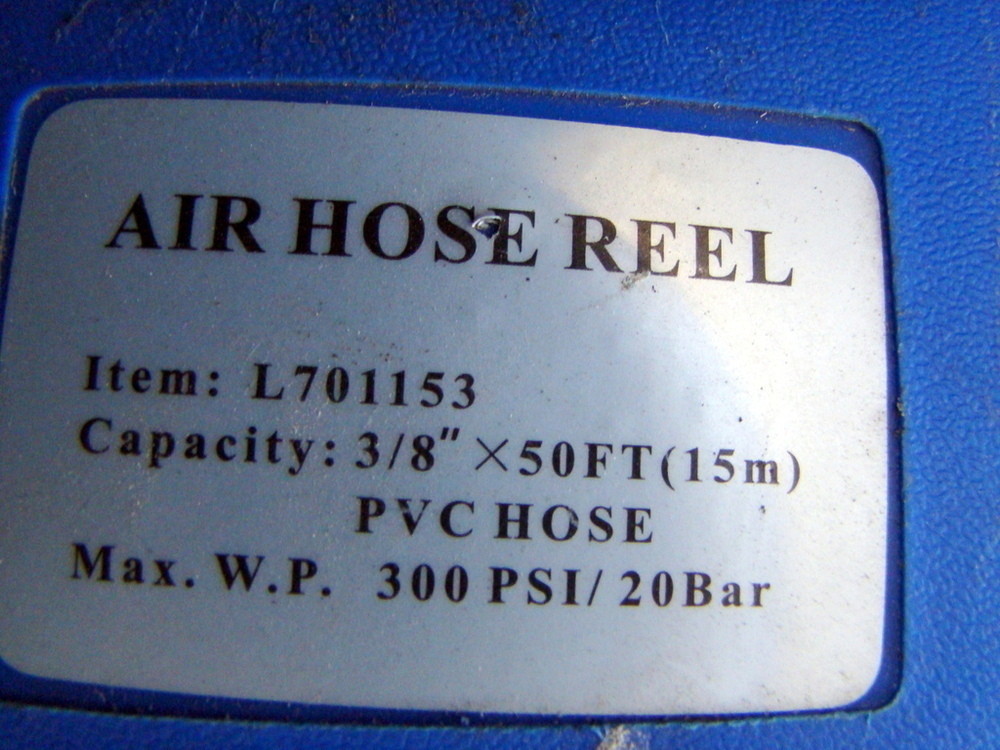 AIR HOSE REEL
Item: L701153
Capacity: 3/8" ×50FT(15m)
PVC HOSE
Max. W.P. 300 PSI/ 20Bar